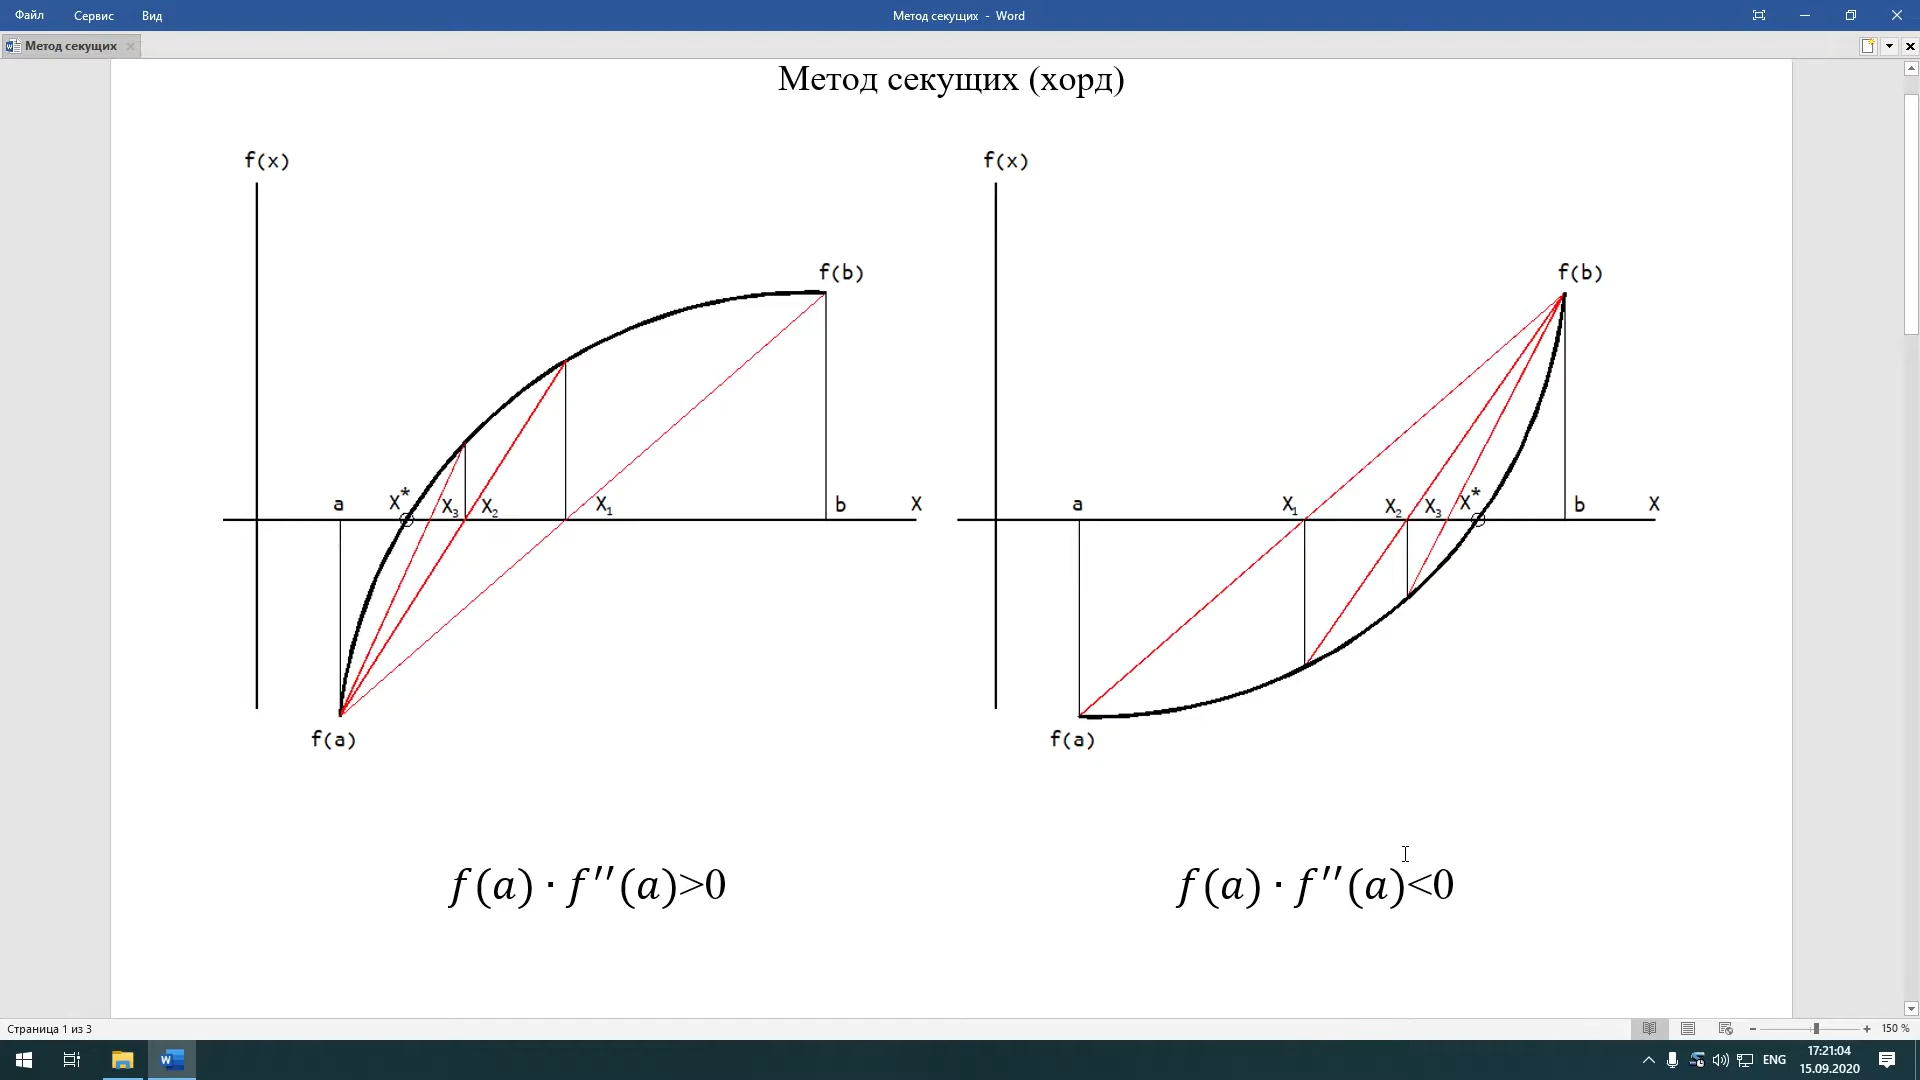 Файл Сервис Вид
Метод секущих - Word
Метод секущих
Метод секущих (хорд)
f(x)
f(b)
a X* X₃ X₂ X₁ b X
f(a)
f(x)
f(b)
a X₁ X₂ X₃ X* b X
f(a)
f(a) · f′′(a)>0
f(a) · f′′(a)<0
Страница 1 из 3
150 %
ENG
17:21:04
15.09.2020